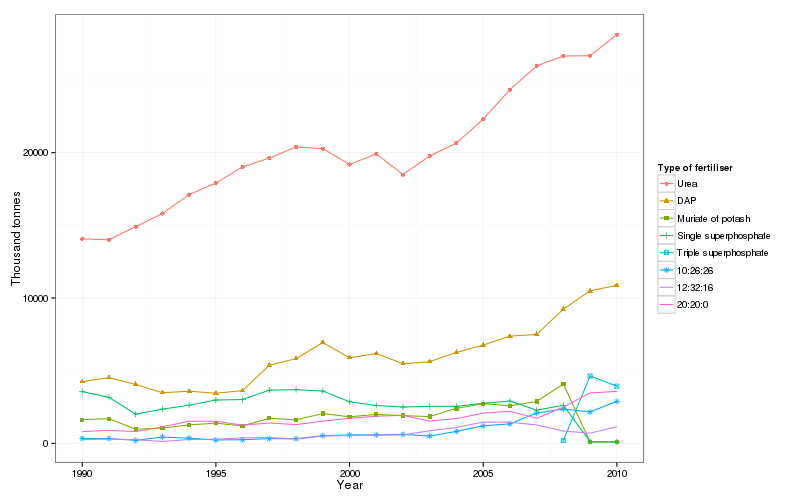 20000
10000
0
Thousand tonnes
1990
1995
2000
2005
2010
Year
Type of fertiliser
Urea
DAP
Muriate of potash
Single superphosphate
Triple superphosphate
10:26:26
12:32:16
20:20:0